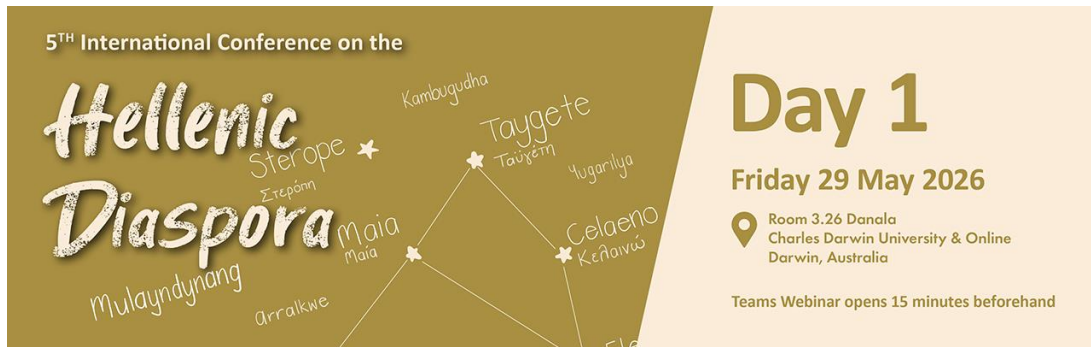 5TH International Conference on the
Hellenic
Diaspora
Kambugudha
Sterope
Στερόπη
Taygete
Ταϋγέτη
Yugarilya
Maia
Μαία
Celaeno
Κελαινώ
Mulayndynang
arralkwe
Day 1
Friday 29 May 2026
Room 3.26 Danala
Charles Darwin University & Online
Darwin, Australia
Teams Webinar opens 15 minutes beforehand